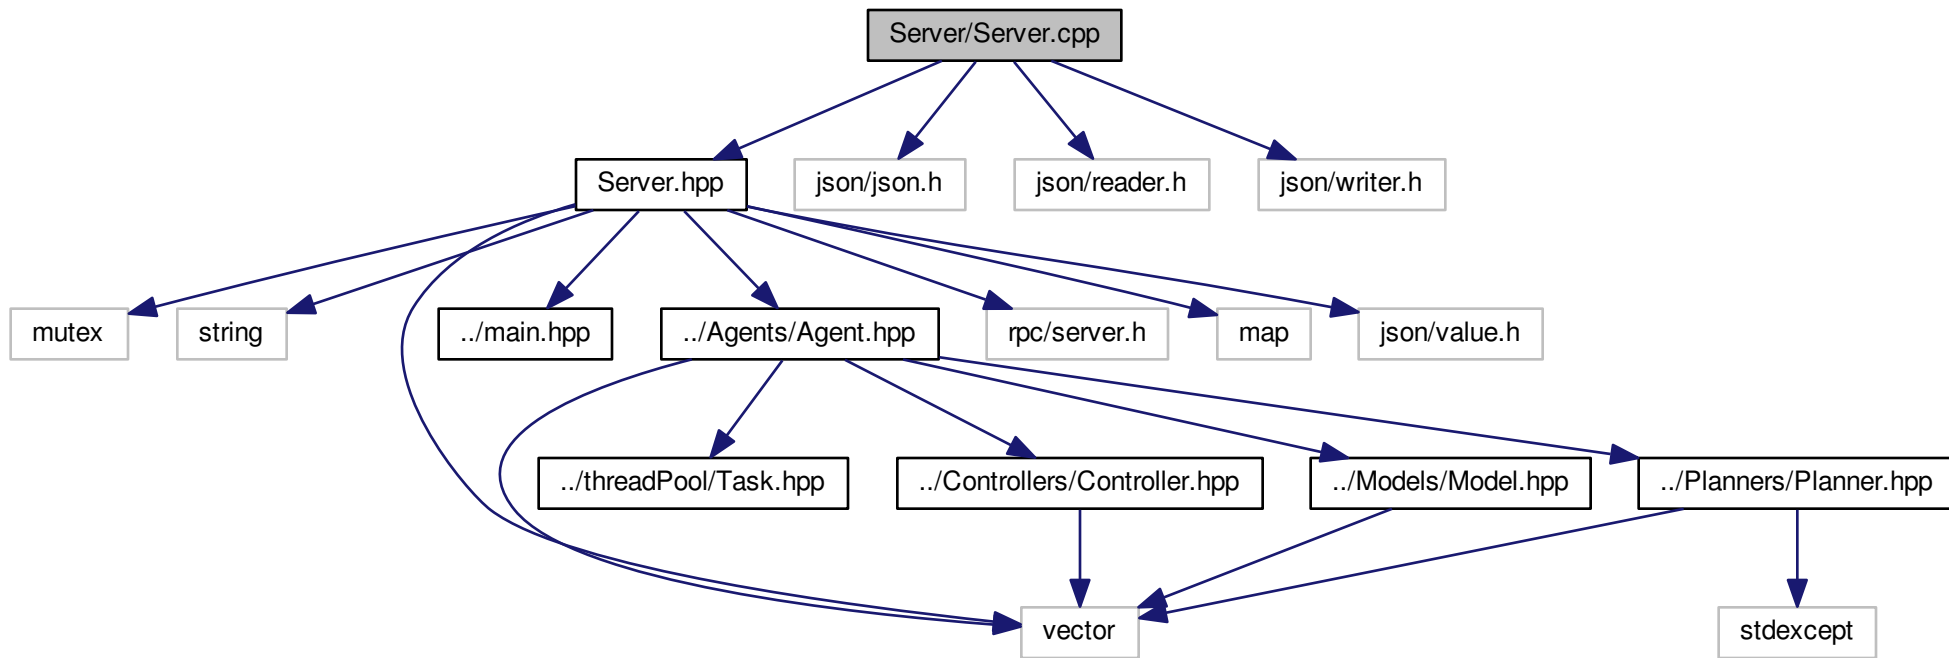 Server/Server.cpp
Server.hpp
json/json.h
json/reader.h
json/writer.h
mutex
string
../main.hpp
../Agents/Agent.hpp
rpc/server.h
map
json/value.h
../threadPool/Task.hpp
../Controllers/Controller.hpp
../Models/Model.hpp
../Planners/Planner.hpp
vector
stdexcept